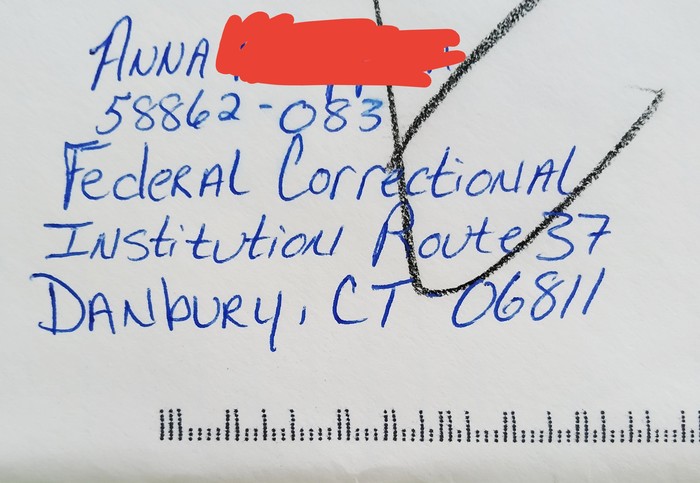 ANNA
58862-083
Federal Correctional
Institution Route 37
Danbury, CT 06811